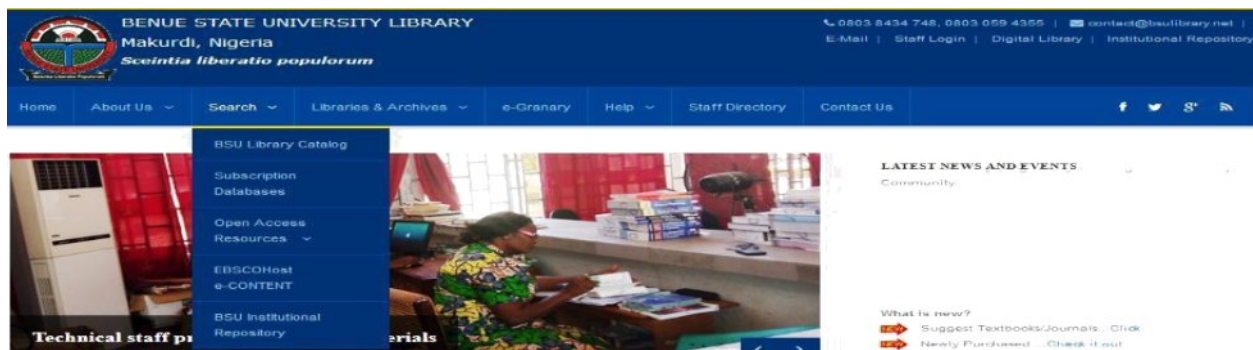 BENUE STATE UNIVERSITY LIBRARY
Makurdi, Nigeria
Sceintia liberatio populorum
0803 8434 748, 0803 059 4355 | contact@bsulibrary.net |
E-Mail | Staff Login | Digital Library | Institutional Repository
Home About Us Search Libraries & Archives e-Granary Help Staff Directory Contact Us
BSU Library Catalog
Subscription
Databases
Open Access
Resources
EBSCOHost
e-CONTENT
BSU Institutional
Repository
Technical staff pr erials
LATEST NEWS AND EVENTS
Community
What is new?
Suggest Textbooks/Journals.. Click
Newly Purchased... Check it out